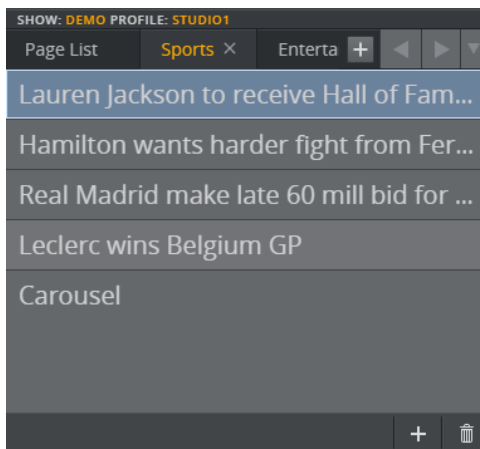 SHOW: DEMO PROFILE: STUDIO1
Page List Sports × Enterta +
Lauren Jackson to receive Hall of Fam...
Hamilton wants harder fight from Fer...
Real Madrid make late 60 mill bid for ...
Leclerc wins Belgium GP
Carousel
+